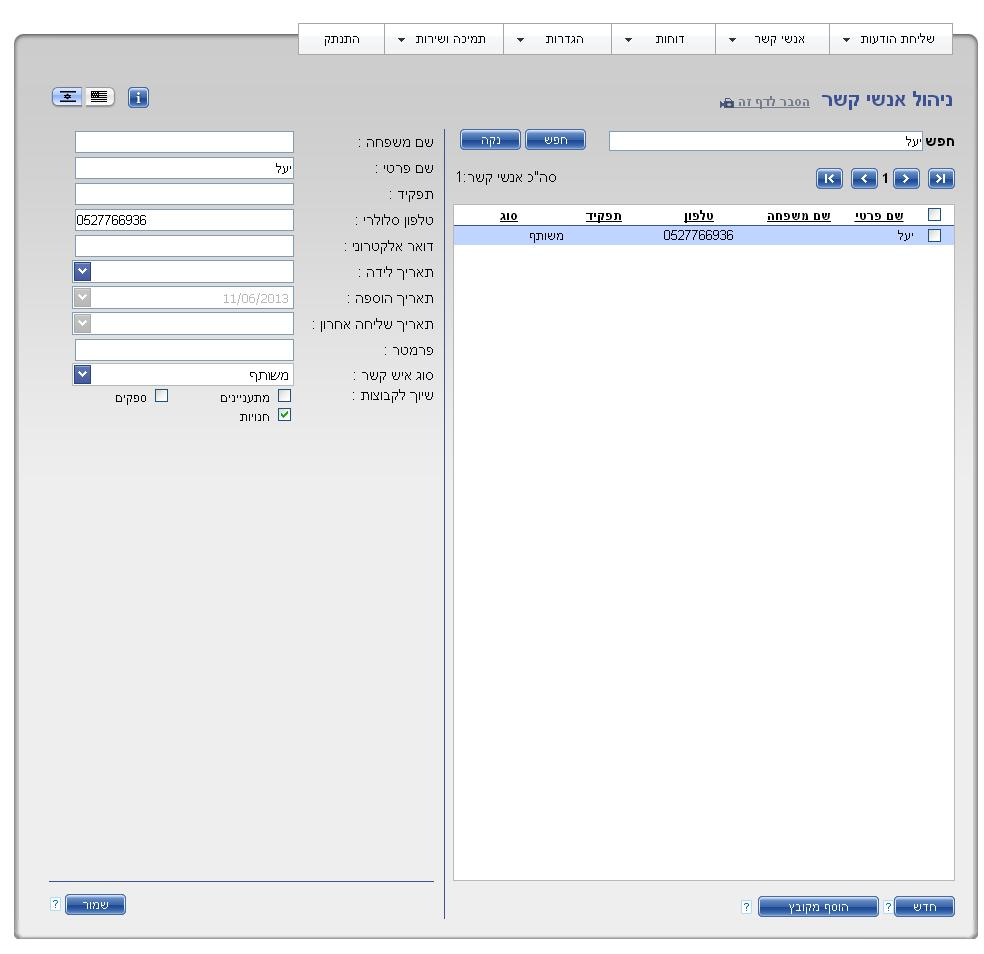 שליחת הודעות אנשי קשר דוחות הגדרות תמיכה ושירות התנתק
ניהול אנשי קשר הסבר לדף זה
חפש יעל חפש נקה
1 סה"כ אנשי קשר:1
שם פרטי שם משפחה טלפון תפקיד סוג
יעל 0527766936 משותף
חדש ? הוסף מקובץ ?
שם משפחה :
שם פרטי : יעל
תפקיד :
טלפון סלולרי : 0527766936
דואר אלקטרוני :
תאריך לידה :
תאריך הוספה : 11/06/2013
תאריך שליחה אחרון :
פרמטר :
סוג איש קשר : משותף
שיוך לקבוצות : מתעניינים ספקים
חנויות
שמור ?